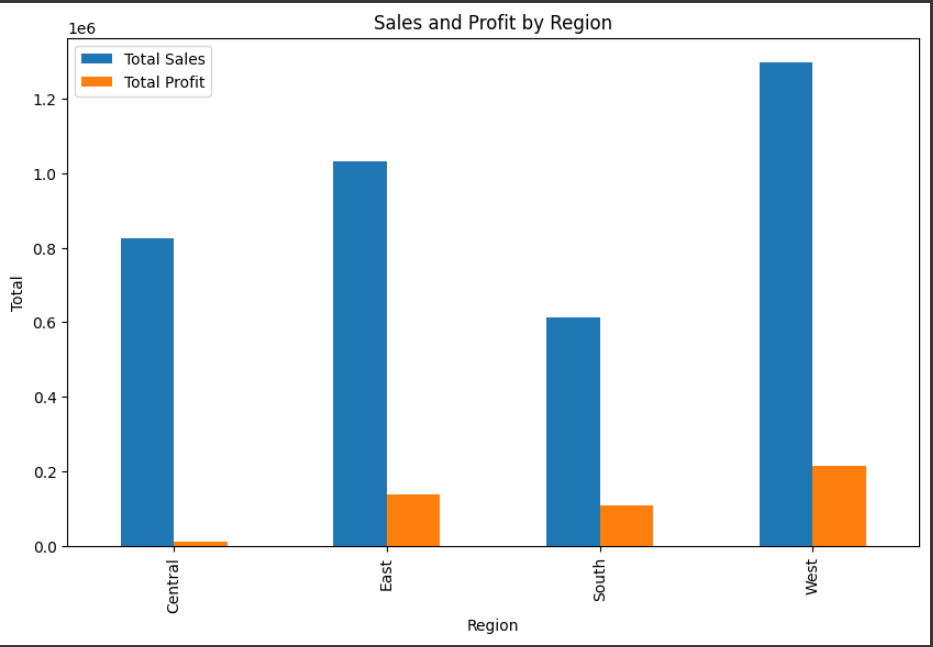 Sales and Profit by Region
1e6
Total Sales
Total Profit
1.2
1.0
0.8
0.6
0.4
0.2
0.0
Total
Central
East
South
West
Region